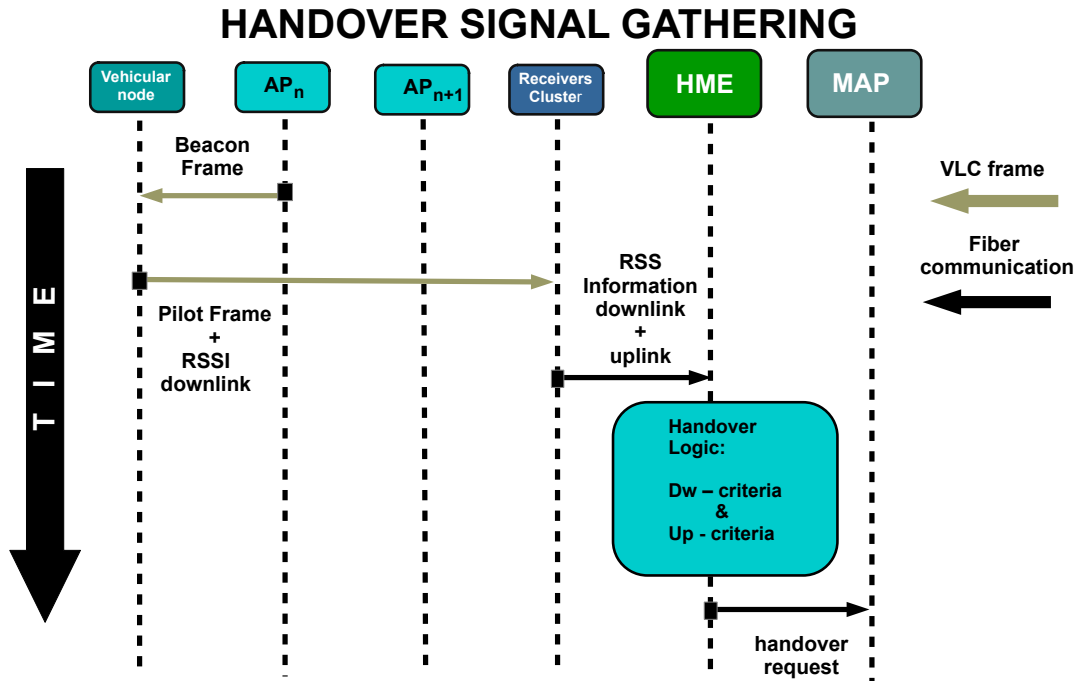 HANDOVER SIGNAL GATHERING
Vehicular
node
APn
APn+1
Receivers
Cluster
HME
MAP
Beacon
Frame
VLC frame
Fiber
communication
RSS
Information
downlink
+
uplink
Pilot Frame
+
RSSI
downlink
TIME
Handover
Logic:
Dw – criteria
&
Up - criteria
handover
request